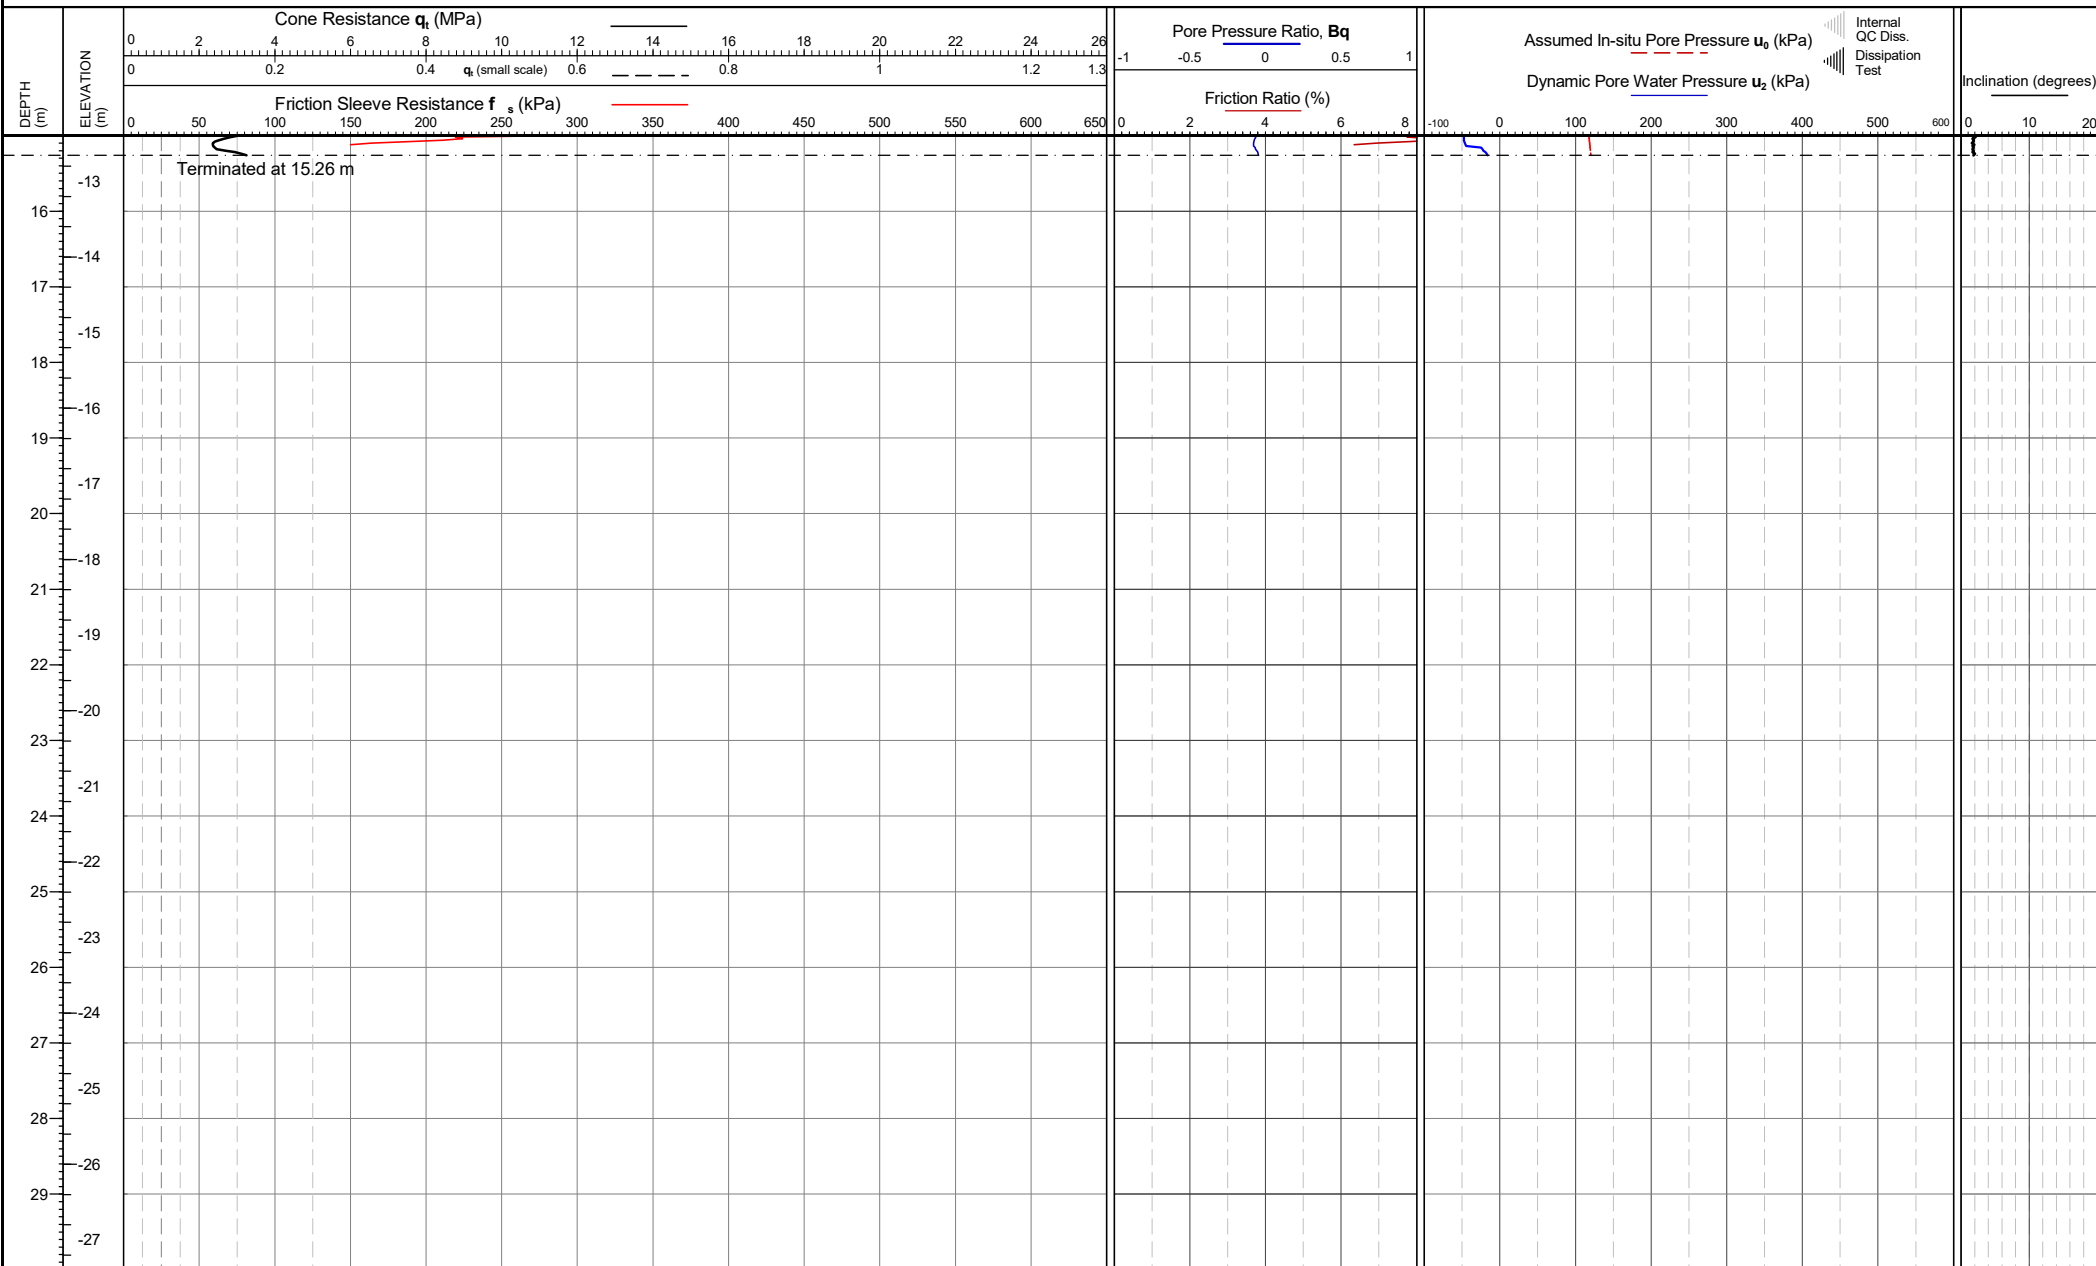 DEPTH
(m)
ELEVATION
(m)
Cone Resistance qt (MPa)
0 2 4 6 8 10 12 14 16 18 20 22 24 26
0 0.2 0.4 qt (small scale) 0.6 0.8 1 1.2 1.3
Friction Sleeve Resistance f s (kPa)
0 50 100 150 200 250 300 350 400 450 500 550 600 650
Pore Pressure Ratio, Bq
-1 -0.5 0 0.5 1
Friction Ratio (%)
0 2 4 6 8
Assumed In-situ Pore Pressure u0 (kPa)
Internal
QC Diss.
Dissipation
Test
Dynamic Pore Water Pressure u2 (kPa)
-100 0 100 200 300 400 500 600
Inclination (degrees)
0 10 20
Terminated at 15.26 m
-13
16
-14
17
-15
18
-16
19
-17
20
-18
21
-19
22
-20
23
-21
24
-22
25
-23
26
-24
27
-25
28
-26
29
-27